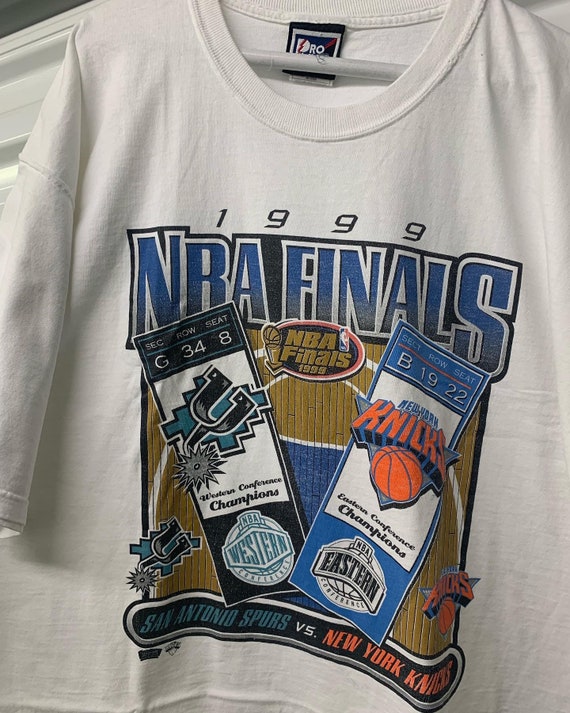 PRO
1999
NBA FINALS
SEC ROW SEAT
G 34 8
NBA
Finals
1999
SECT ROW SEAT
B 19 22
NEW YORK
KNICKS
Western Conference
Champions
Eastern Conference
Champions
NBA
WESTERN
CONFERENCE
NBA
EASTERN
CONFERENCE
KNICKS
SAN ANTONIO SPURS VS. NEW YORK KNICKS